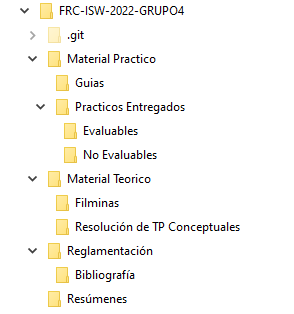 FRC-ISW-2022-GRUPO4
.git
Material Practico
Guias
Practicos Entregados
Evaluables
No Evaluables
Material Teorico
Filminas
Resolución de TP Conceptuales
Reglamentación
Bibliografía
Resúmenes